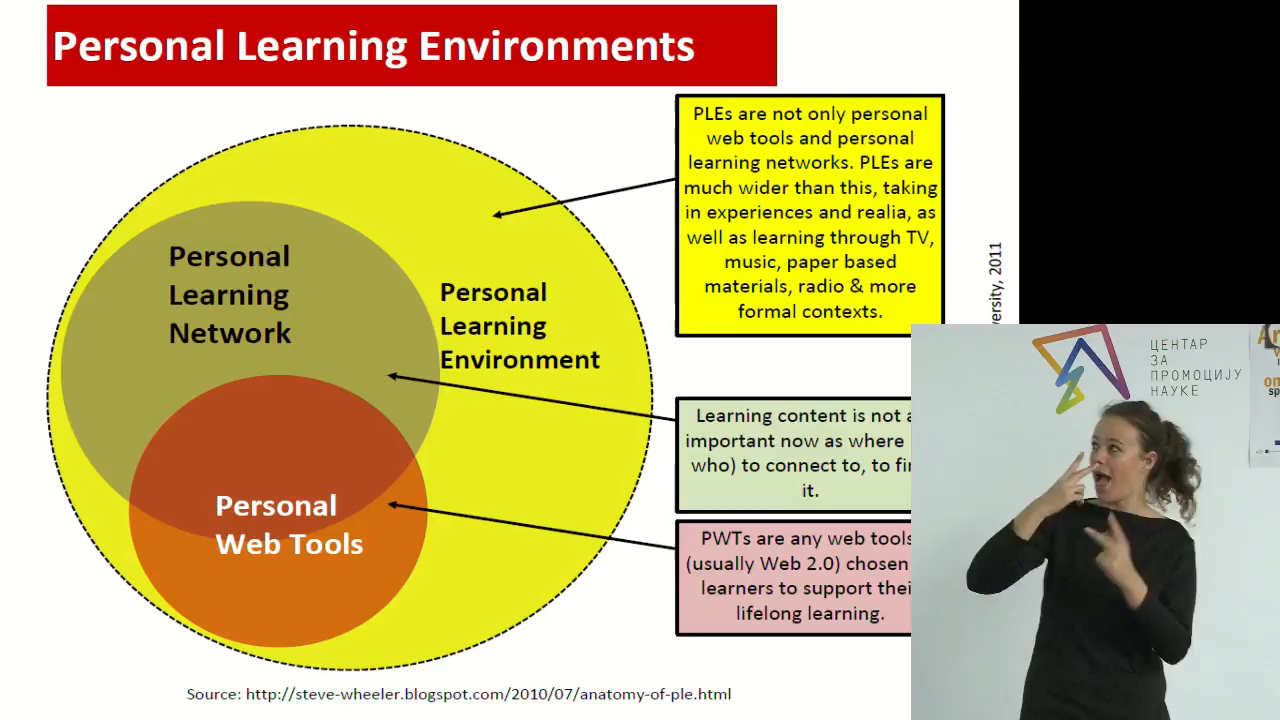 Personal Learning Environments
PLEs are not only personal
web tools and personal
learning networks. PLEs are
much wider than this, taking
in experiences and realia, as
well as learning through TV,
music, paper based
materials, radio & more
formal contexts.
Personal
Learning
Network
Personal
Learning
Environment
Learning content is not
important now as where
who) to connect to, to
it.
Personal
Web Tools
PWTs are any web tools
(usually Web 2.0) chosen
learners to support
lifelong learning.
2011
ЦЕНТАР
ЗА
ПРОМОЦИЈУ
НАУКЕ
Source: http://steve-wheeler.blogspot.com/2010/07/anatomy-of-ple.html